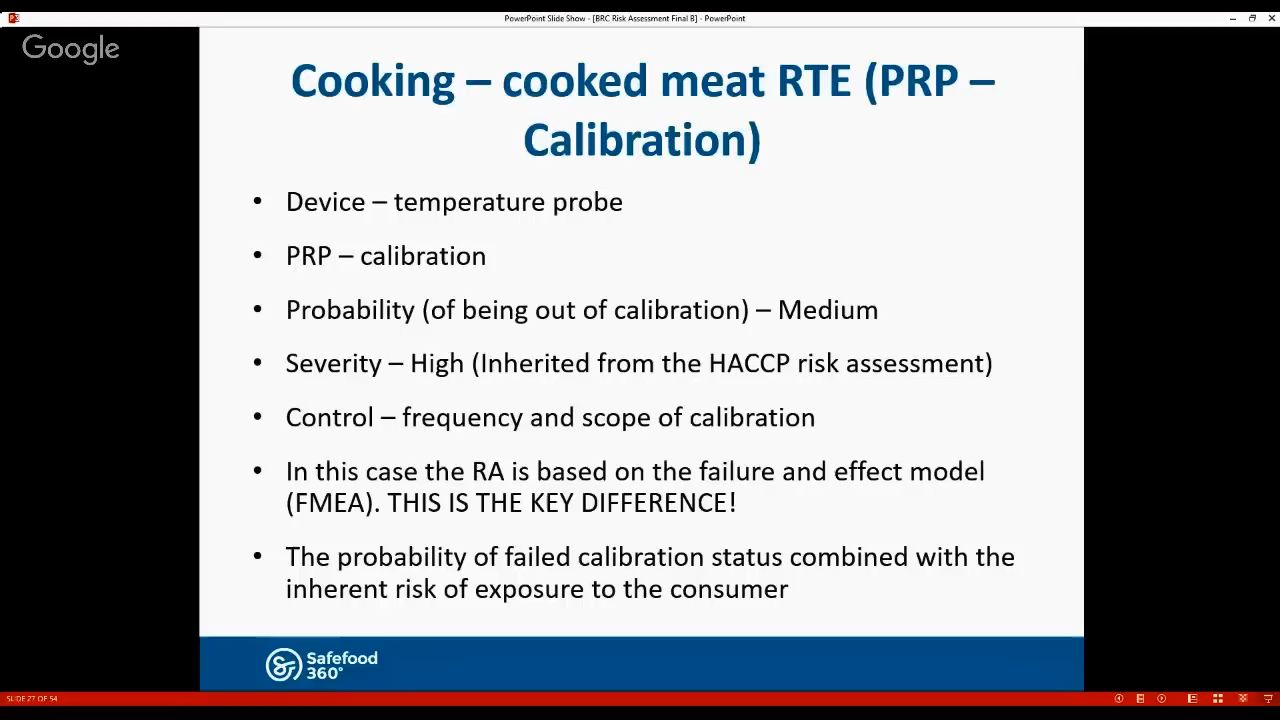 PowerPoint Slide Show - [BRC Risk Assessment Final B] - PowerPoint
Google
Cooking – cooked meat RTE (PRP –
Calibration)
• Device – temperature probe
• PRP – calibration
• Probability (of being out of calibration) – Medium
• Severity – High (Inherited from the HACCP risk assessment)
• Control – frequency and scope of calibration
• In this case the RA is based on the failure and effect model
(FMEA). THIS IS THE KEY DIFFERENCE!
• The probability of failed calibration status combined with the
inherent risk of exposure to the consumer
Safefood
360°
SLIDE 27 OF 54